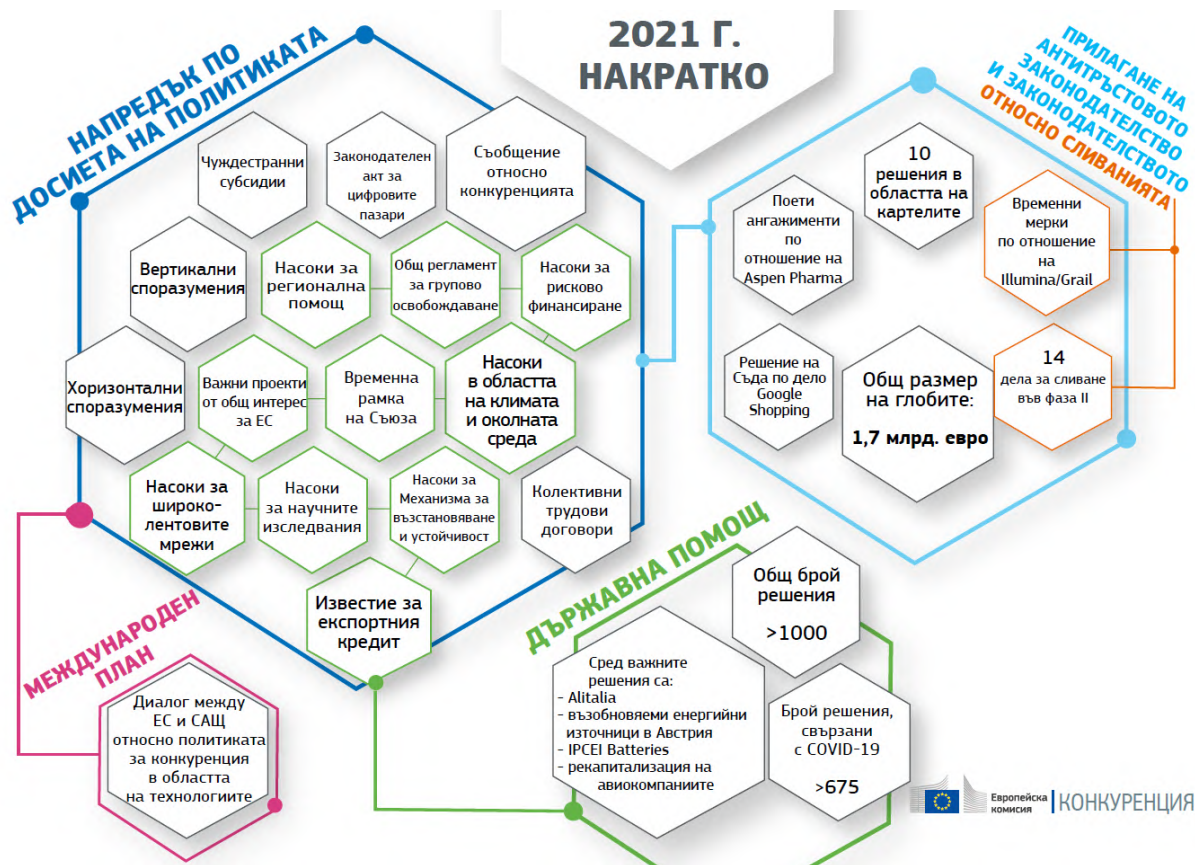 2021 Г.
НАКРАТКО
НАПРЕДЪК ПО
ДОСИЕТА НА ПОЛИТИКАТА
Чуждестранни
субсидии
Законодателен
акт за
цифровите
пазари
Съобщение
относно
конкуренцията
Вертикални
споразумения
Насоки за
регионална
помощ
Общ регламент
за групово
освобождаване
Насоки за
рисково
финансиране
Хоризонтални
споразумения
Важни проекти
от общ интерес
за ЕС
Временна
рамка
на Съюза
Насоки
в областта
на климата
и околната
среда
Насоки за
широко-
лентовите
мрежи
Насоки
за научните
изследвания
Насоки за
Механизма за
възстановяване
и устойчивост
Колективни
трудови
договори
Известие за
експортния
кредит
ПРИЛАГАНЕ НА
АНТИТРЪСТОВОТО
ЗАКОНОДАТЕЛСТВО
И ЗАКОНОДАТЕЛСТВОТО
ОТНОСНО СЛИВАНИЯТА
10
решения в
областта на
картелите
Поети
ангажименти
по
отношение на
Aspen Pharma
Временни
мерки
по отношение
на
Illumina/Grail
Решение на
Съда по дело
Google
Shopping
Общ размер
на глобите:
1,7 млрд. евро
14
дела за сливане
във фаза II
МЕЖДУНАРОДЕН
ПЛАН
Диалог между
ЕС и САЩ
относно политиката
за конкуренция
в областта
на технологиите
ДЪРЖАВНА ПОМОЩ
Общ брой
решения
>1000
Сред важните
решения са:
- Alitalia
- възобновяеми енергийни
източници в Австрия
- IPCEI Batteries
- рекапитализация на
авиокомпаниите
Брой решения,
свързани
с COVID-19
>675
Европейска
комисия
КОНКУРЕНЦИЯ